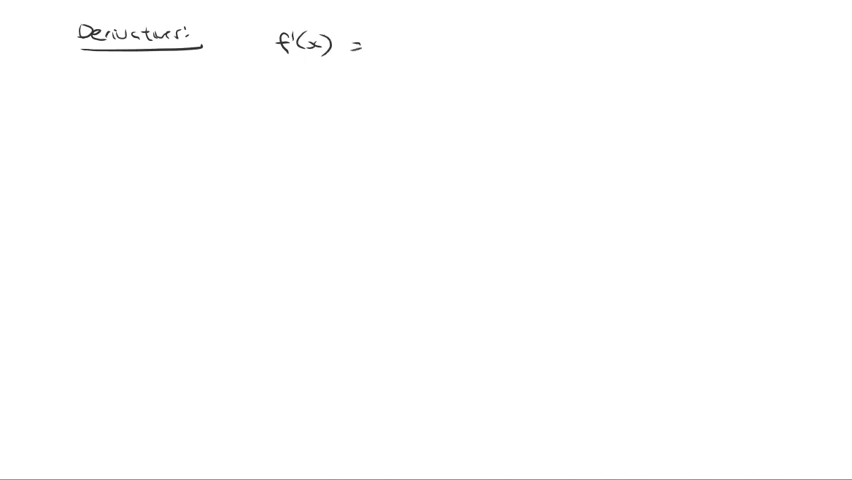 Derivatives: f'(x) =